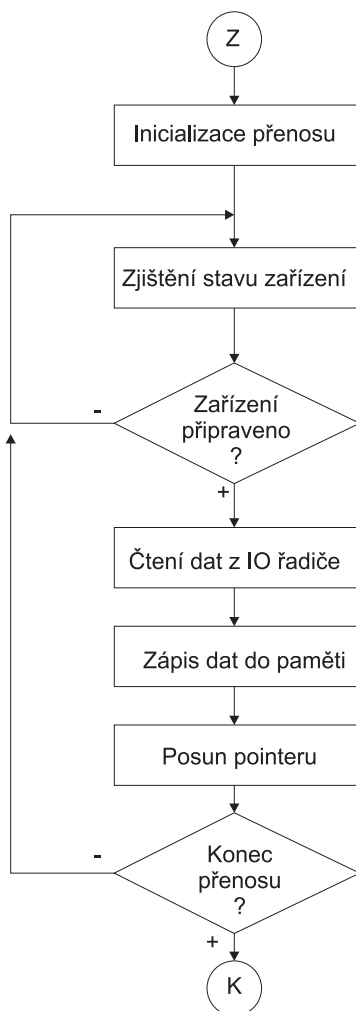 Z
Inicializace přenosu
Zjištění stavu zařízení
-
Zařízení
připraveno
?
+
Čtení dat z IO řadiče
Zápis dat do paměti
Posun pointeru
-
Konec
přenosu
?
+
K